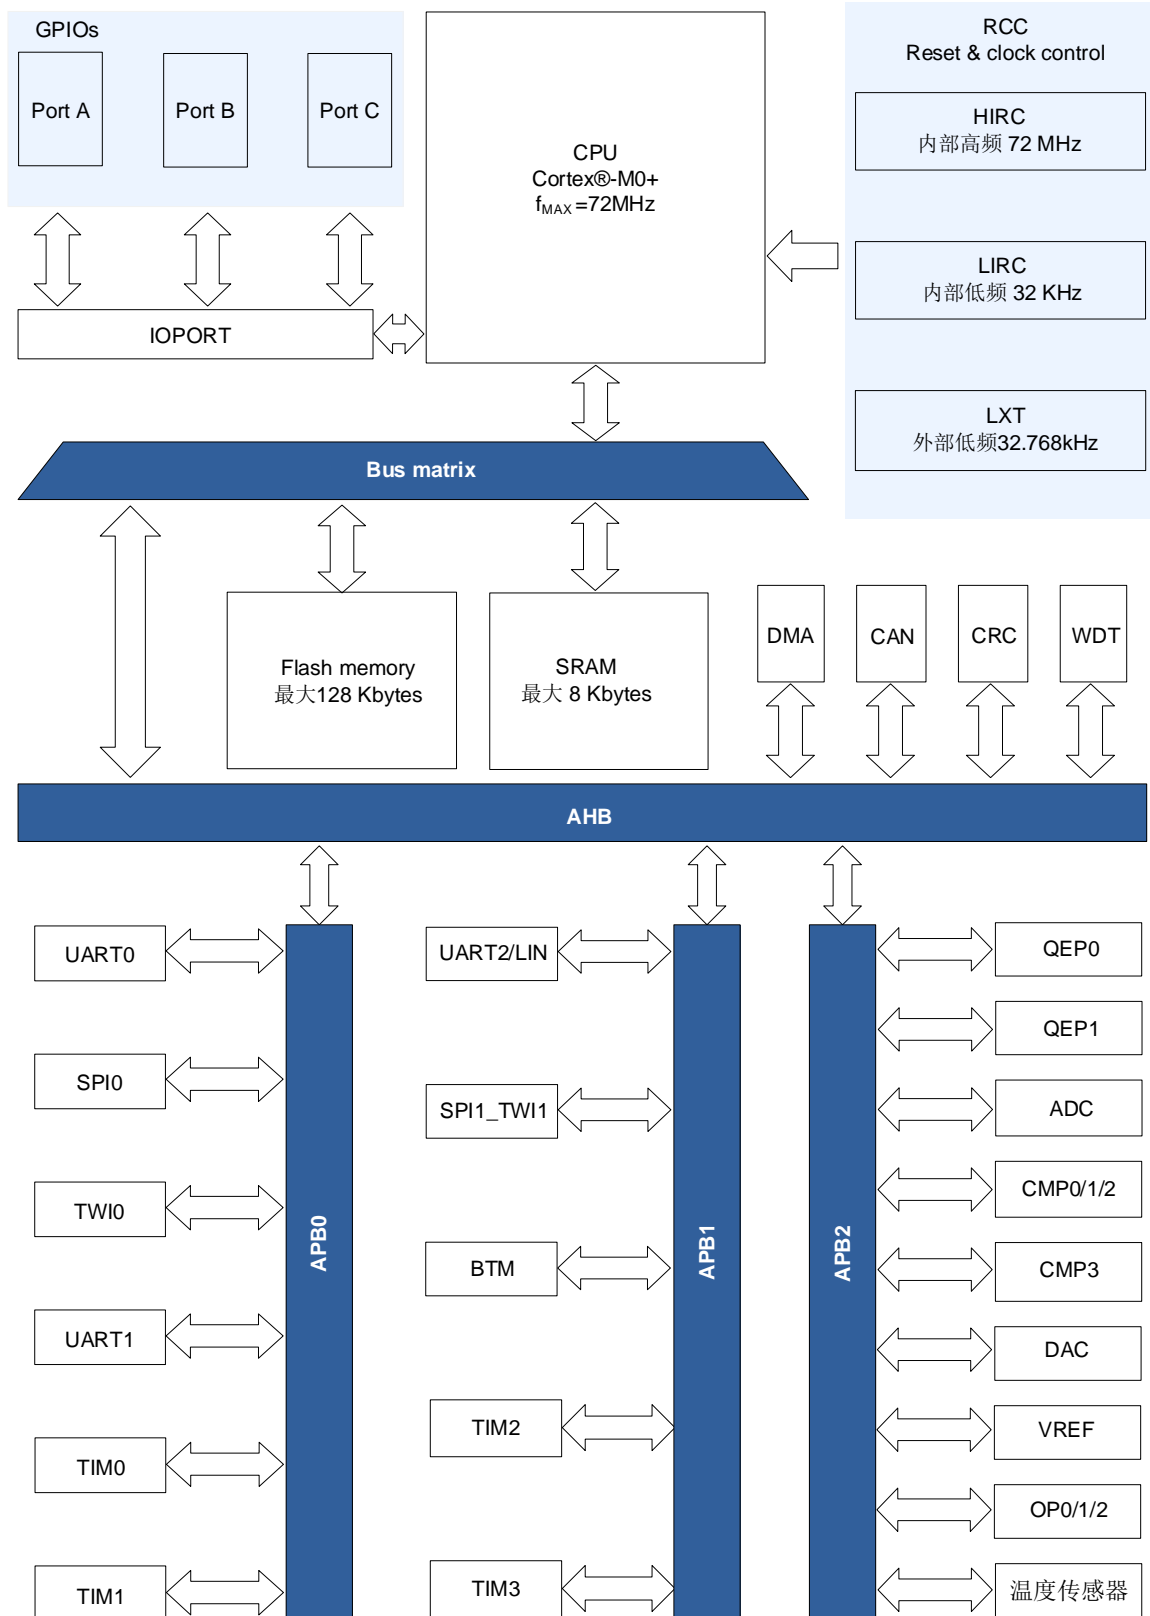 GPIOs
Port A
Port B
Port C
IOPORT
CPU
Cortex®-M0+
fMAX=72MHz
RCC
Reset & clock control
HIRC
内部高频 72 MHz
LIRC
内部低频 32 KHz
LXT
外部低频32.768kHz
Bus matrix
Flash memory
最大128 Kbytes
SRAM
最大 8 Kbytes
DMA
CAN
CRC
WDT
AHB
UART0
SPI0
TWI0
UART1
TIM0
TIM1
APB0
UART2/LIN
SPI1_TWI1
BTM
TIM2
TIM3
APB1
APB2
QEP0
QEP1
ADC
CMP0/1/2
CMP3
DAC
VREF
OP0/1/2
温度传感器